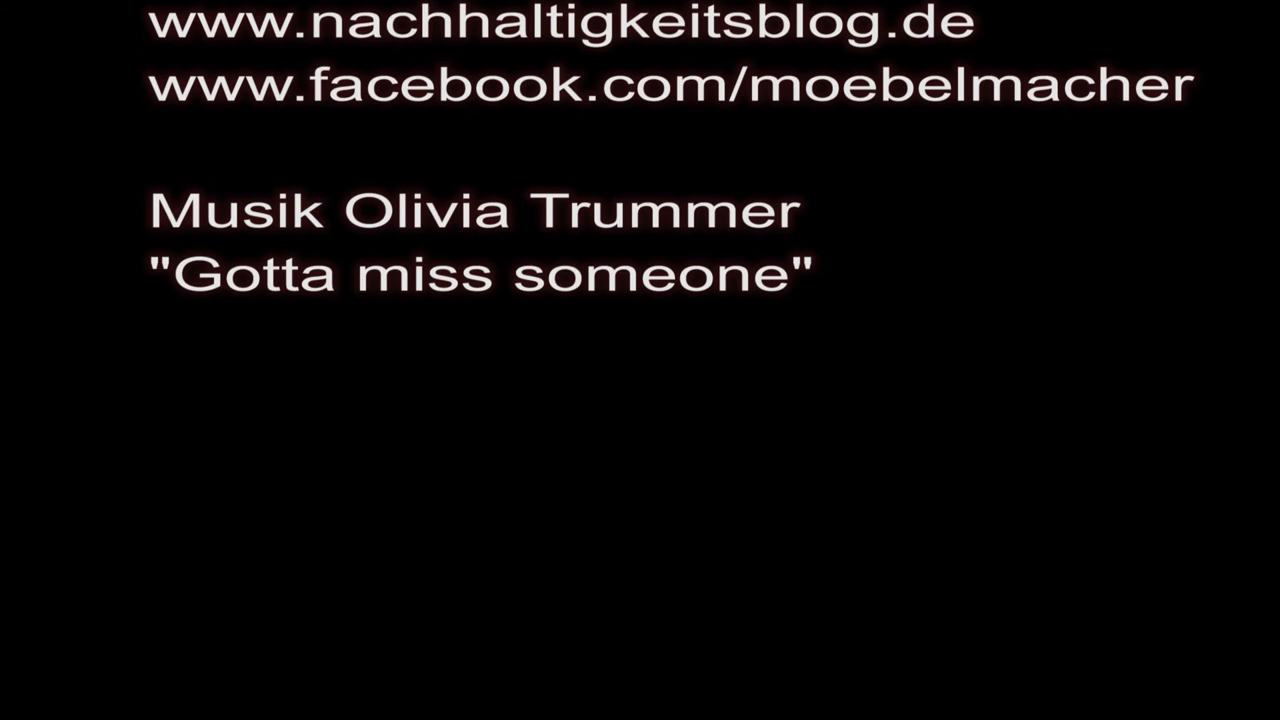 www.nachhaltigkeitsblog.de
www.facebook.com/moebelmacher
Musik Olivia Trummer
"Gotta miss someone"